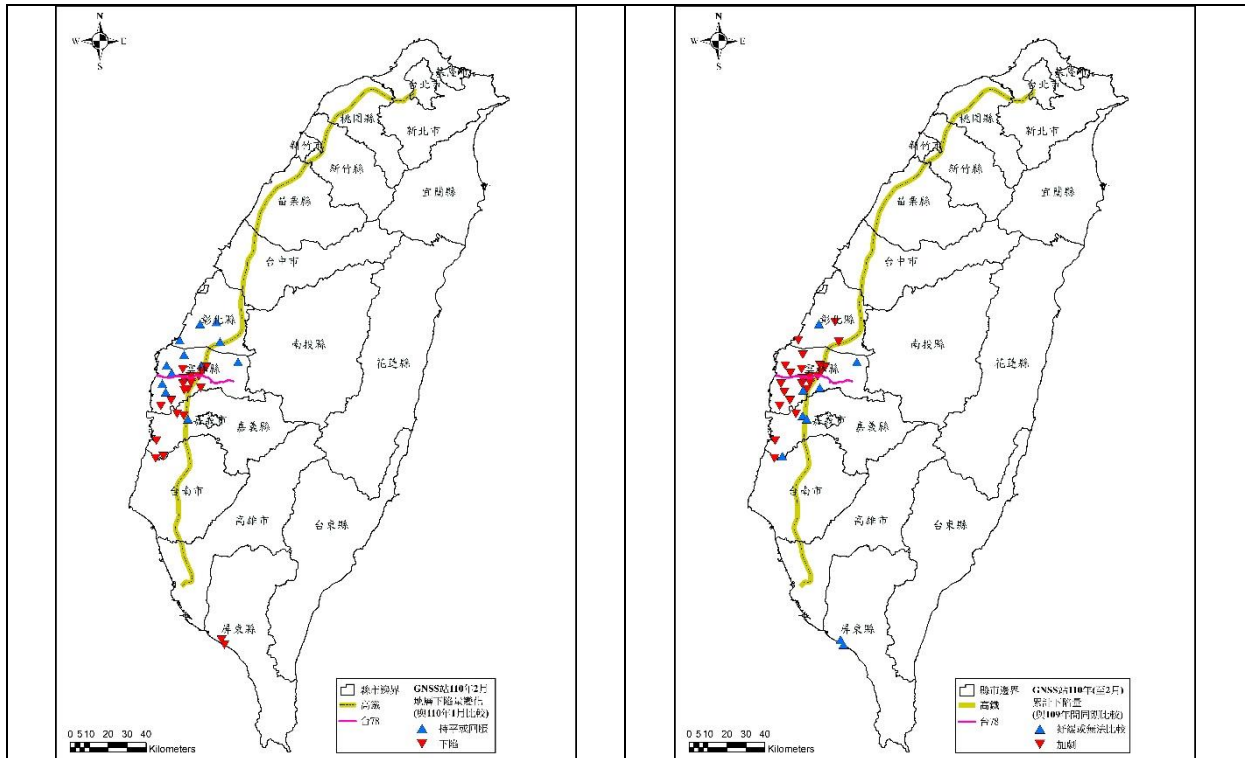 N
W E
S
台北市
桃園縣
新北市
新竹市
新竹縣
宜蘭縣
苗栗縣
台中市
彰化縣
南投縣
花蓮縣
雲林縣
嘉義市
嘉義縣
台南市
高雄市
台東縣
屏東縣
縣市邊界
高鐵
台78
GNSS站110年2月
地層下陷量變化
(與110年1月比較)
持平或回脹
下陷
0 5 10 20 30 40
Kilometers
N
W E
S
台北市
桃園縣
新北市
新竹市
新竹縣
宜蘭縣
苗栗縣
台中市
彰化縣
南投縣
花蓮縣
雲林縣
嘉義市
嘉義縣
台南市
高雄市
台東縣
屏東縣
縣市邊界
高鐵
台78
GNSS站110年(至2月)
累計下陷量
(與109年間同期比較)
紓緩或無法比較
加劇
0 5 10 20 30 40
Kilometers